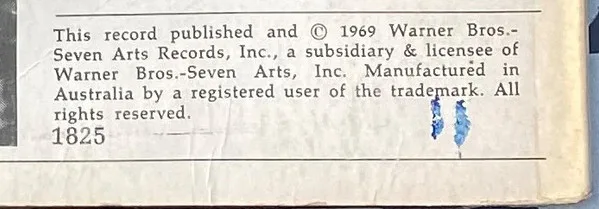 This record published and © 1969 Warner Bros.-
Seven Arts Records, Inc., a subsidiary & licensee of
Warner Bros.-Seven Arts, Inc. Manufactured in
Australia by a registered user of the trademark. All
rights reserved.
1825